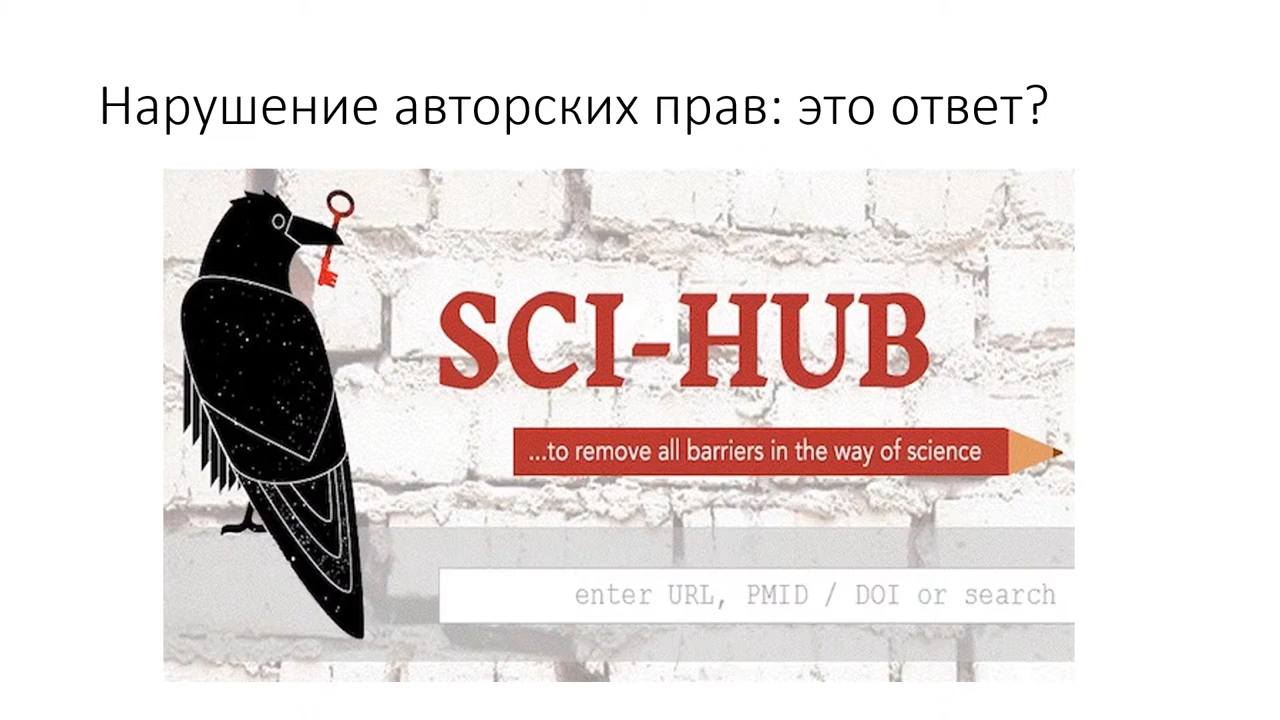 Нарушение авторских прав: это ответ?
SCI-HUB
...to remove all barriers in the way of science
enter URL, PMID / DOI or search